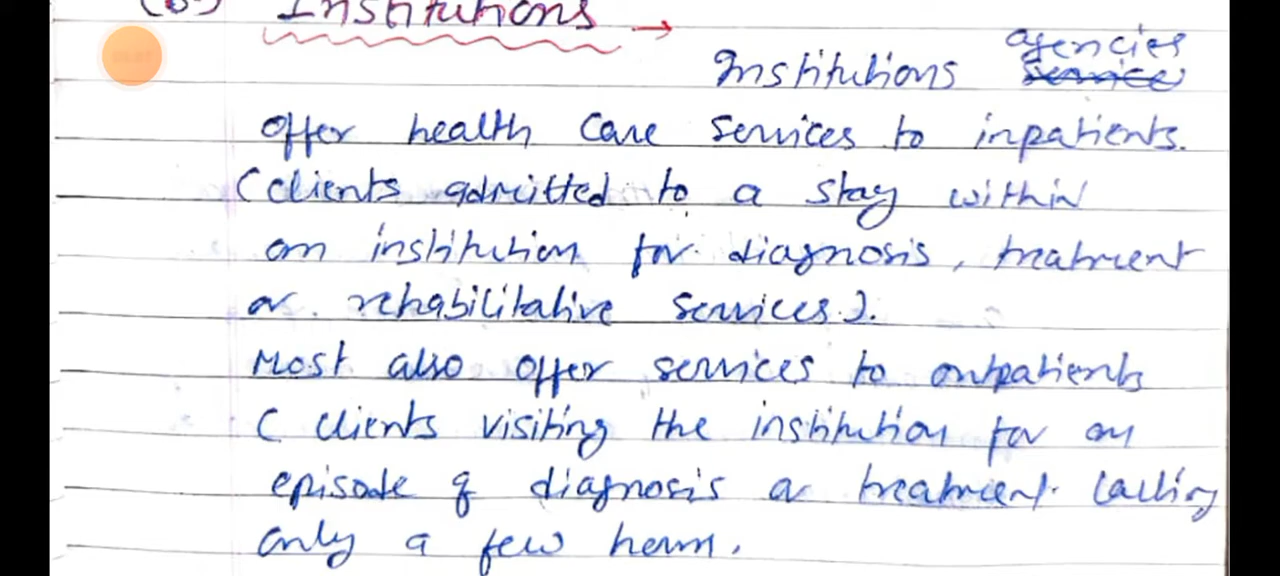 (B) Institutions →
agencies
Institutions service
offer health care services to inpatients.
(clients admitted to a stay within
an institution for diagnosis, treatment
or rehabilitative services.).
Most also offer services to outpatients
( clients visiting the institution for an
episode of diagnosis or treatment lasting
only a few hours.